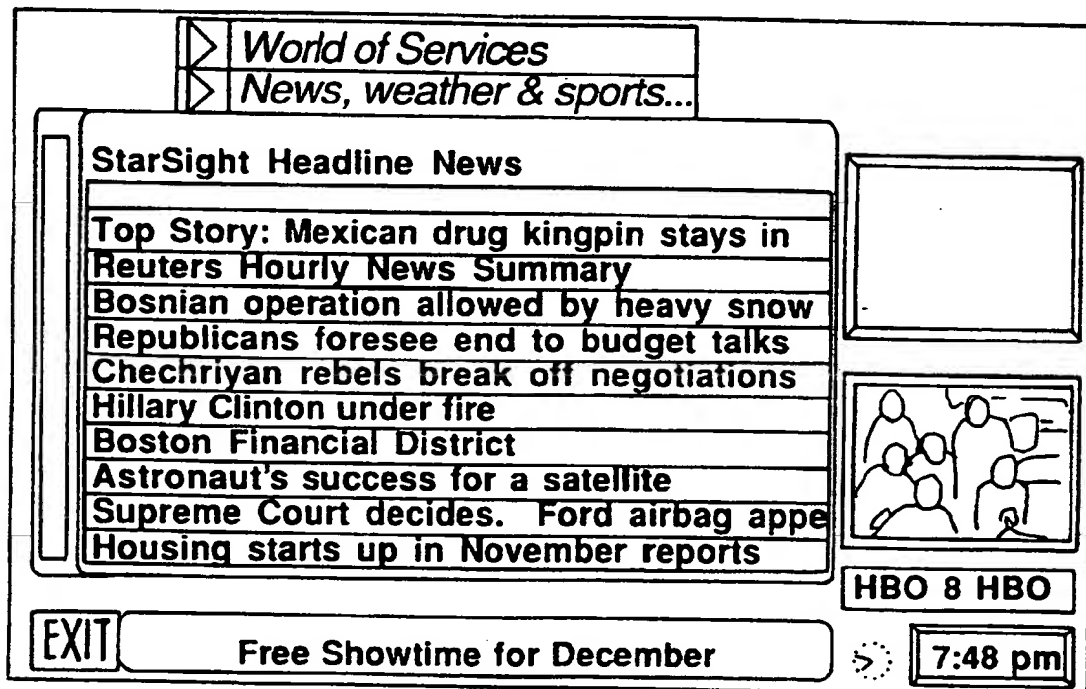 World of Services
News, weather & sports...
StarSight Headline News
Top Story: Mexican drug kingpin stays in
Reuters Hourly News Summary
Bosnian operation allowed by heavy snow
Republicans foresee end to budget talks
Chechriyan rebels break off negotiations
Hillary Clinton under fire
Boston Financial District
Astronaut's success for a satellite
Supreme Court decides. Ford airbag appe
Housing starts up in November reports
HBO 8 HBO
EXIT
Free Showtime for December
7:48 pm